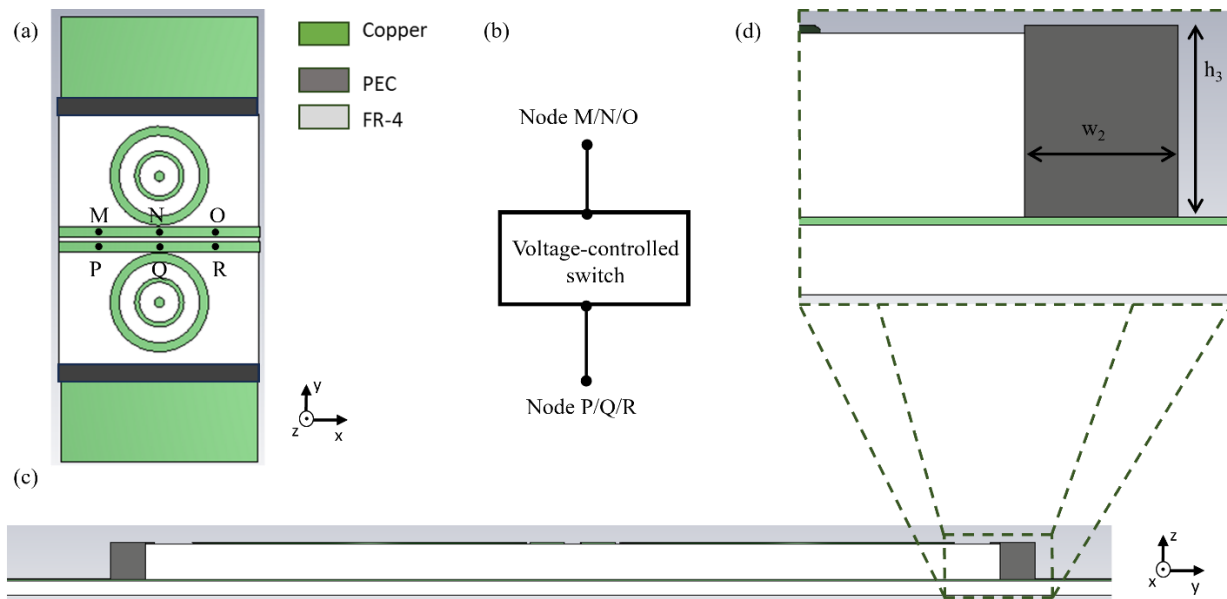 (a)
Copper
PEC
FR-4
M N O
P Q R
y
z x
(b)
Node M/N/O
Voltage-controlled
switch
Node P/Q/R
(d)
h₃
w₂
(c)
z
x y